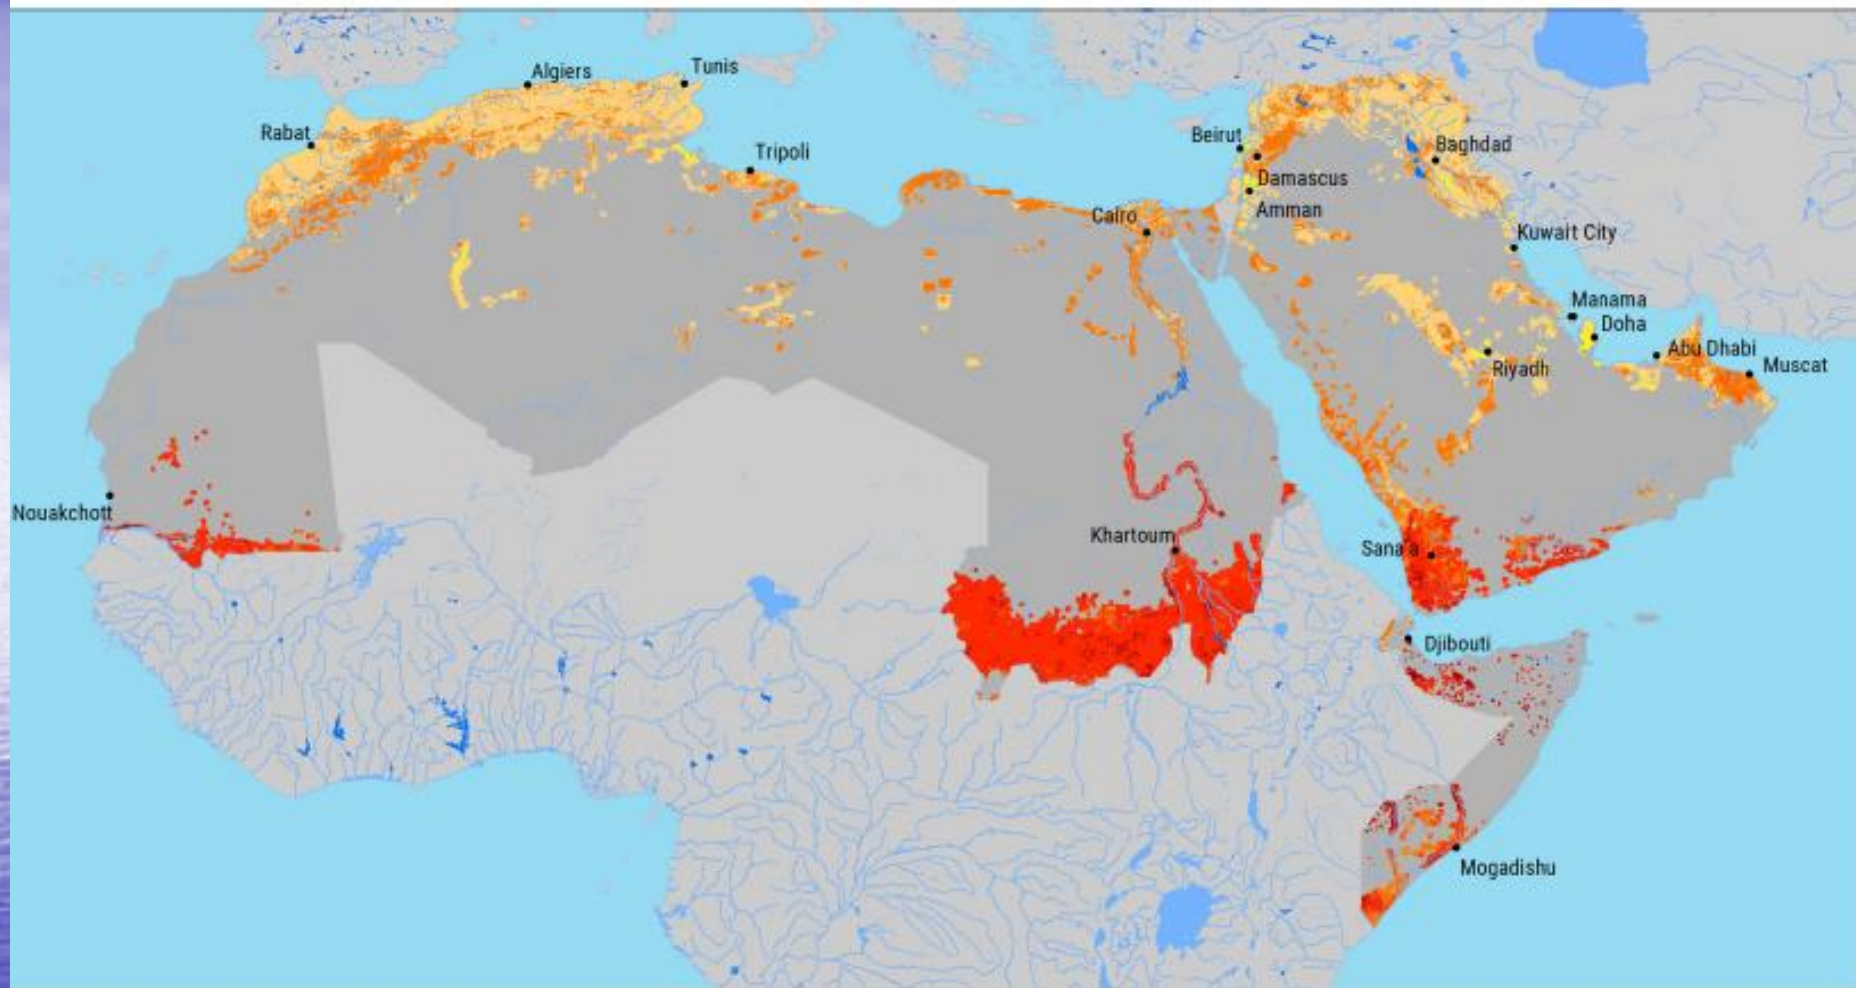 Algiers
Tunis
Rabat
Tripoli
Beirut
Baghdad
Damascus
Amman
Cairo
Kuwait City
Manama
Doha
Abu Dhabi
Muscat
Riyadh
Nouakchott
Khartoum
Sana'a
Djibouti
Mogadishu